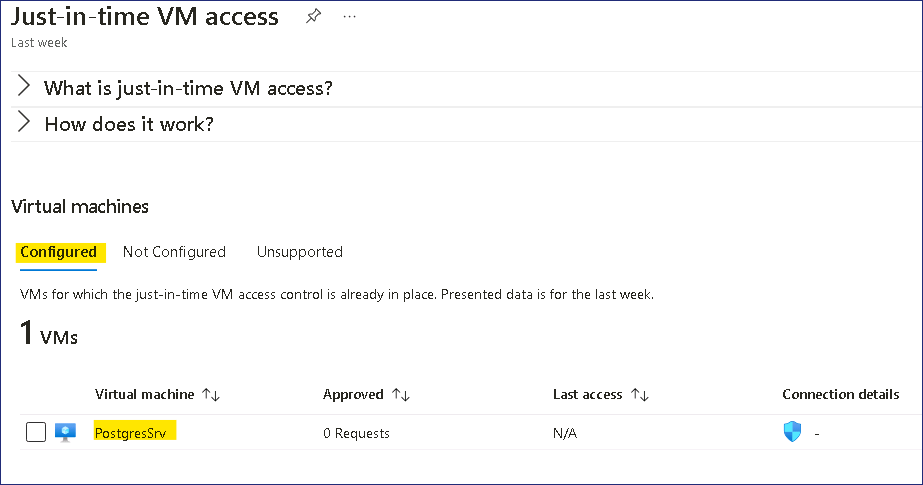 Just-in-time VM access
Last week
What is just-in-time VM access?
How does it work?
Virtual machines
Configured Not Configured Unsupported
VMs for which the just-in-time VM access control is already in place. Presented data is for the last week.
1 VMs
Virtual machine Approved Last access Connection details
PostgresSrv 0 Requests N/A -